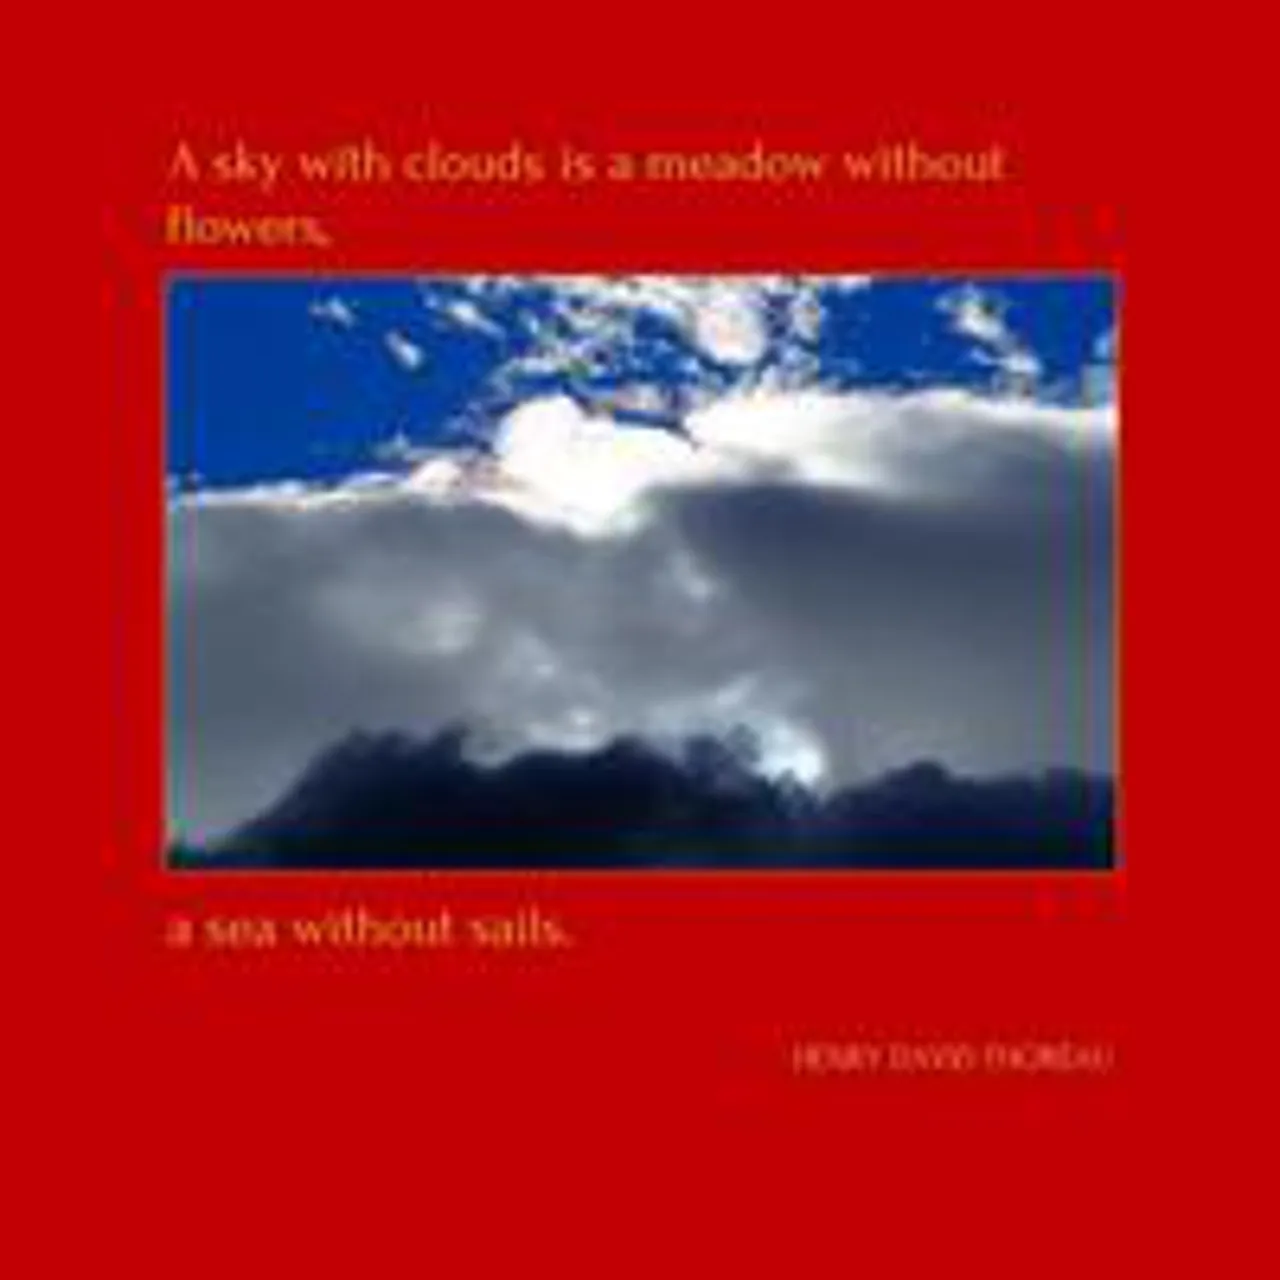 A sky with clouds is a meadow without
flowers,
a sea without sails.
HENRY DAVID THOREAU